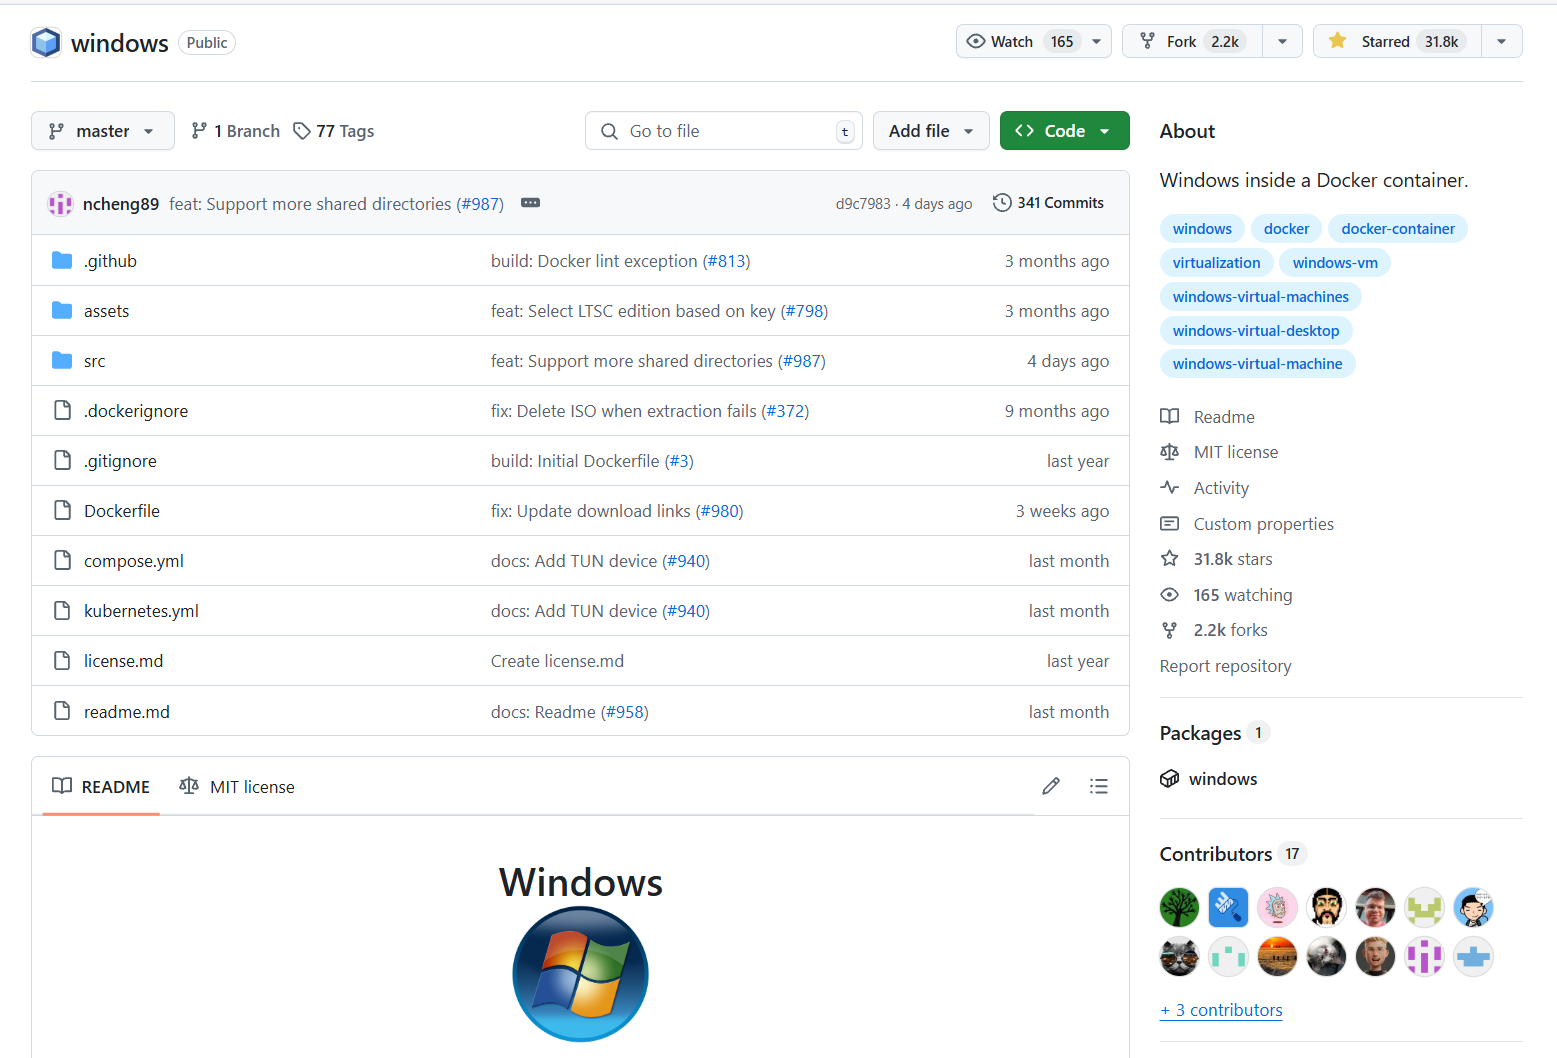 windows Public Watch 165 Fork 2.2k Starred 31.8k
master 1 Branch 77 Tags Go to file t Add file Code
ncheng89 feat: Support more shared directories (#987) d9c7983 · 4 days ago 341 Commits
.github build: Docker lint exception (#813) 3 months ago
assets feat: Select LTSC edition based on key (#798) 3 months ago
src feat: Support more shared directories (#987) 4 days ago
.dockerignore fix: Delete ISO when extraction fails (#372) 9 months ago
.gitignore build: Initial Dockerfile (#3) last year
Dockerfile fix: Update download links (#980) 3 weeks ago
compose.yml docs: Add TUN device (#940) last month
kubernetes.yml docs: Add TUN device (#940) last month
license.md Create license.md last year
readme.md docs: Readme (#958) last month
README MIT license
Windows
About
Windows inside a Docker container.
windows docker docker-container
virtualization windows-vm
windows-virtual-machines
windows-virtual-desktop
windows-virtual-machine
Readme
MIT license
Activity
Custom properties
31.8k stars
165 watching
2.2k forks
Report repository
Packages 1
windows
Contributors 17
+ 3 contributors